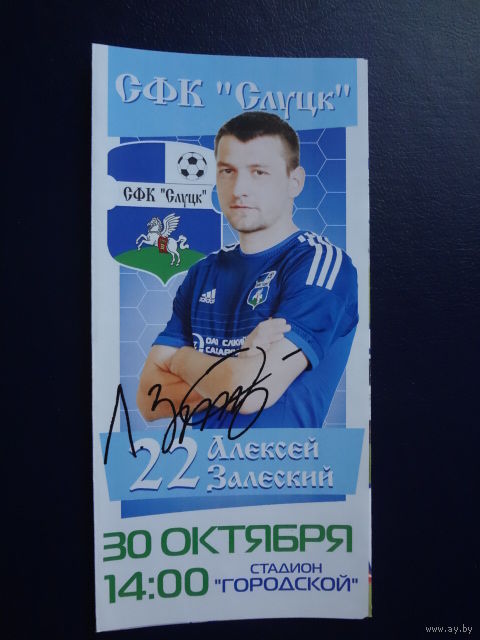 СФК "Слуцк"
СФК "Слуцк"
22 Алексей
Залеский
30 ОКТЯБРЯ
14:00 СТАДИОН
"ГОРОДСКОЙ"
www.ay.by